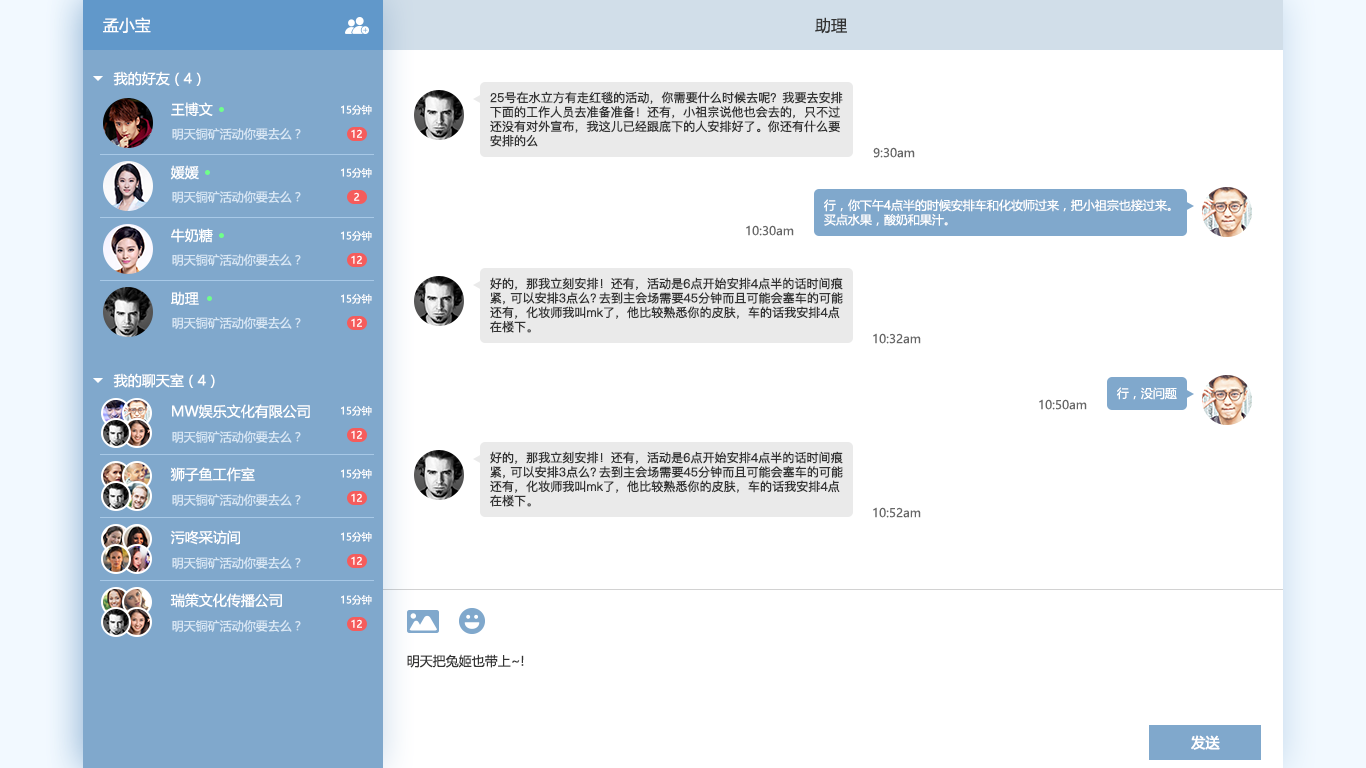 孟小宝
我的好友（4）
王博文
15分钟
明天铜矿活动你要去么？
12
媛媛
15分钟
明天铜矿活动你要去么？
2
牛奶糖
15分钟
明天铜矿活动你要去么？
12
助理
15分钟
明天铜矿活动你要去么？
12
我的聊天室（4）
MW娱乐文化有限公司
15分钟
明天铜矿活动你要去么？
12
狮子鱼工作室
15分钟
明天铜矿活动你要去么？
12
污咚采访间
15分钟
明天铜矿活动你要去么？
12
瑞策文化传播公司
15分钟
明天铜矿活动你要去么？
12
助理
25号在水立方有走红毯的活动，你需要什么时候去呢？我要去安排
下面的工作人员去准备准备！还有，小祖宗说他也会去的，只不过
还没有对外宣布，我这儿已经跟底下的人安排好了。你还有什么要
安排的么
9:30am
行，你下午4点半的时候安排车和化妆师过来，把小祖宗也接过来。
买点水果，酸奶和果汁。
10:30am
好的，那我立刻安排！还有，活动是6点开始安排4点半的话时间痕
紧，可以安排3点么？去到主会场需要45分钟而且可能会塞车的可能
还有，化妆师我叫mk了，他比较熟悉你的皮肤，车的话我安排4点
在楼下。
10:32am
行，没问题
10:50am
好的，那我立刻安排！还有，活动是6点开始安排4点半的话时间痕
紧，可以安排3点么？去到主会场需要45分钟而且可能会塞车的可能
还有，化妆师我叫mk了，他比较熟悉你的皮肤，车的话我安排4点
在楼下。
10:52am
明天把兔姬也带上~!
发送